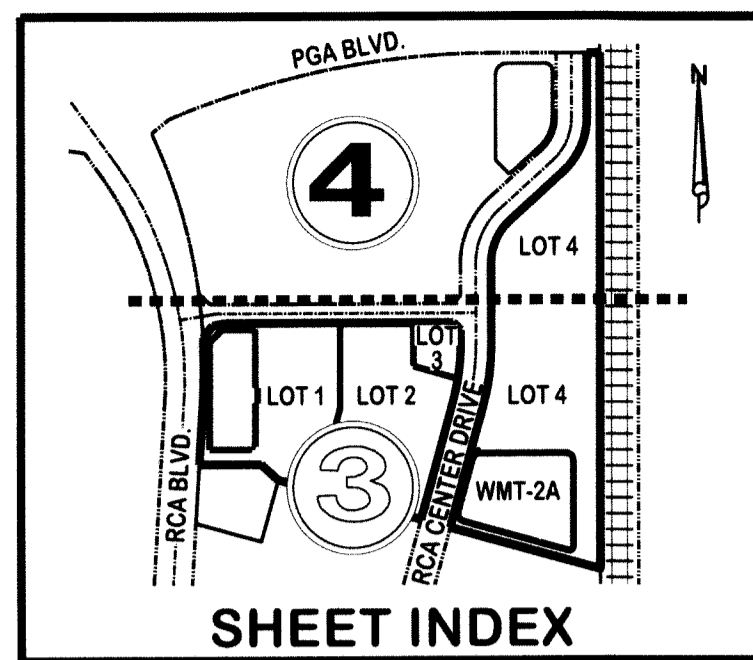 PGA BLVD.
N
4
LOT 4
LOT
3
LOT 1
LOT 2
LOT 4
RCA BLVD.
3
RCA CENTER DRIVE
WMT-2A
SHEET INDEX